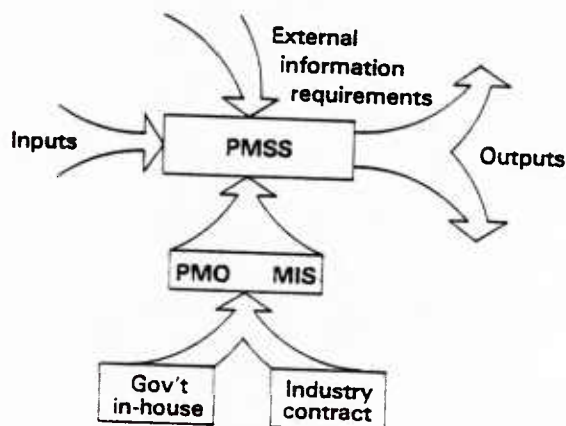 External
information
requirements
Inputs
PMSS
Outputs
PMO MIS
Gov't
in-house
Industry
contract